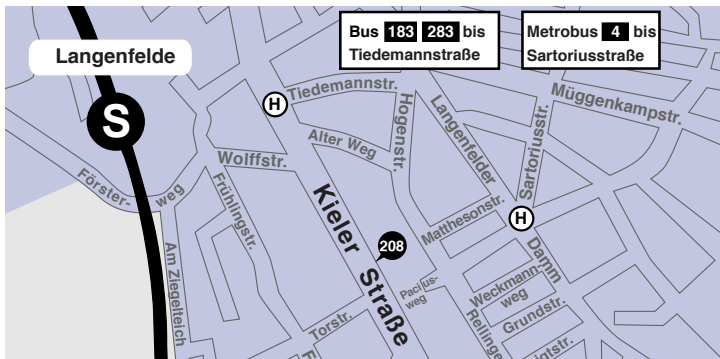 Langenfelde
Bus 183 283 bis
Tiedemannstraße
Metrobus 4 bis
Sartoriusstraße
S
H
Tiedemannstr.
Hogenstr.
Langenfelder
Damm
Sartoriusstr.
Müggenkampstr.
Alter Weg
Wolffstr.
Förster-
weg
Frühlingstr.
Am Ziegelteich
Kieler Straße
208
Matthesonstr.
H
Pacius-
weg
Weckmann-
weg
Grundstr.
Torstr.